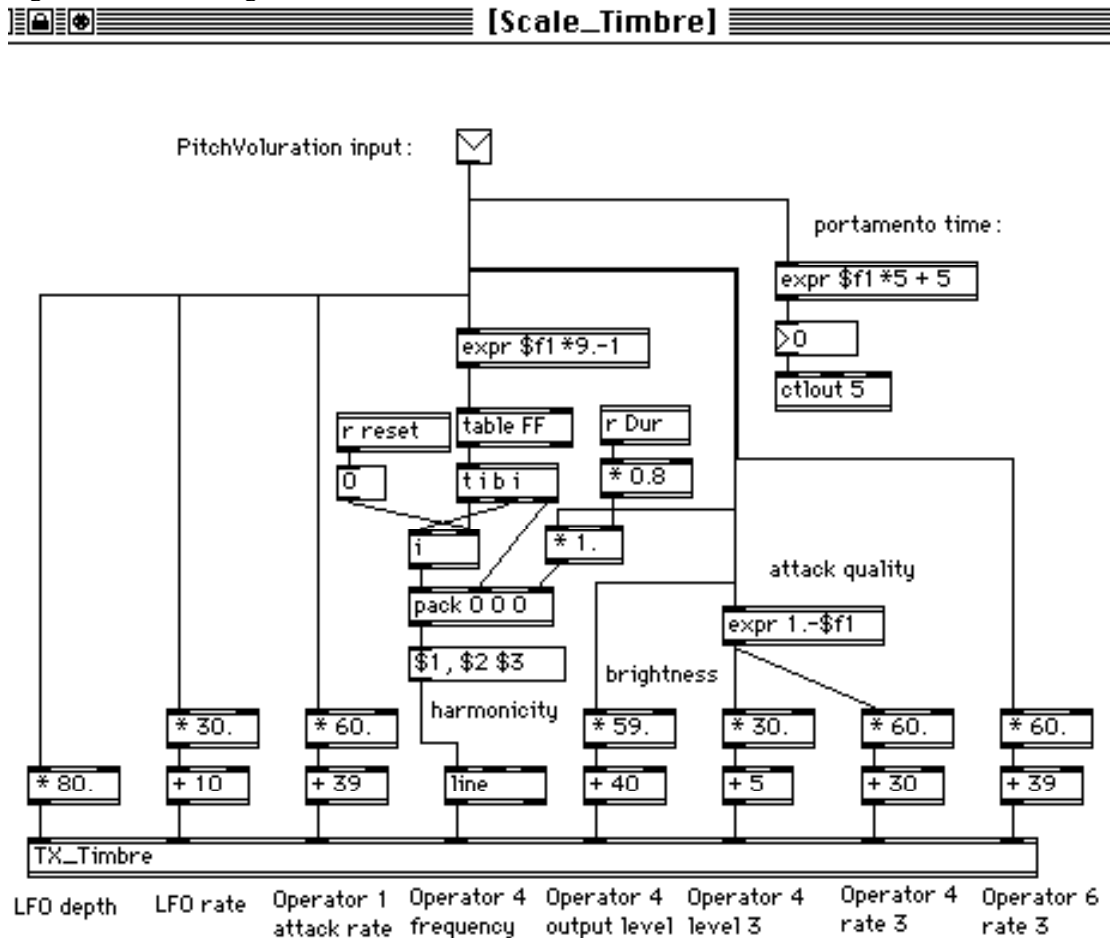 [Scale_Timbre]
PitchVoluration input:
portamento time:
expr $f1 *5 + 5
0
ctlout 5
expr $f1 *9.-1
r reset
table FF
r Dur
0
t i b i
* 0.8
i
* 1.
attack quality
pack 0 0 0
expr 1.-$f1
$1, $2 $3
brightness
harmonicity
* 30.
* 60.
* 59.
* 30.
* 60.
* 60.
* 80.
+ 10
+ 39
line
+ 40
+ 5
+ 30
+ 39
TX_Timbre
LFO depth
LFO rate
Operator 1
attack rate
Operator 4
frequency
Operator 4
output level
Operator 4
level 3
Operator 4
rate 3
Operator 6
rate 3